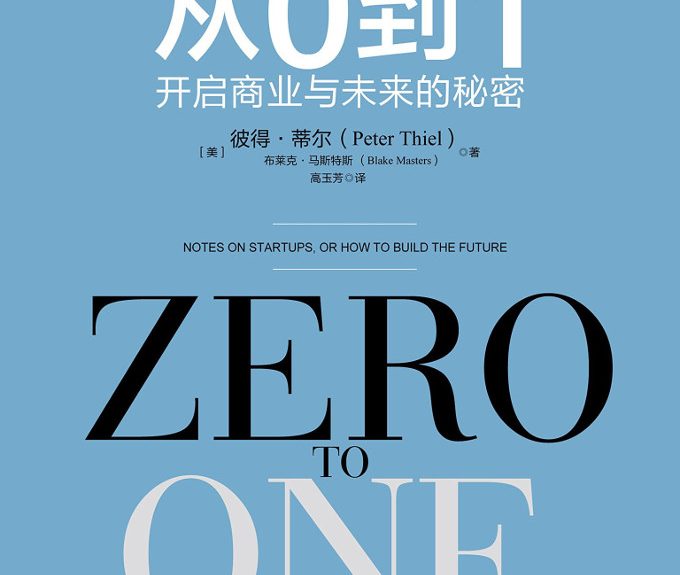 从0到1
开启商业与未来的秘密
[美] 彼得·蒂尔（Peter Thiel） ◎著
布莱克·马斯特斯（Blake Masters）
高玉芳◎译
NOTES ON STARTUPS, OR HOW TO BUILD THE FUTURE
ZERO
TO
ONE